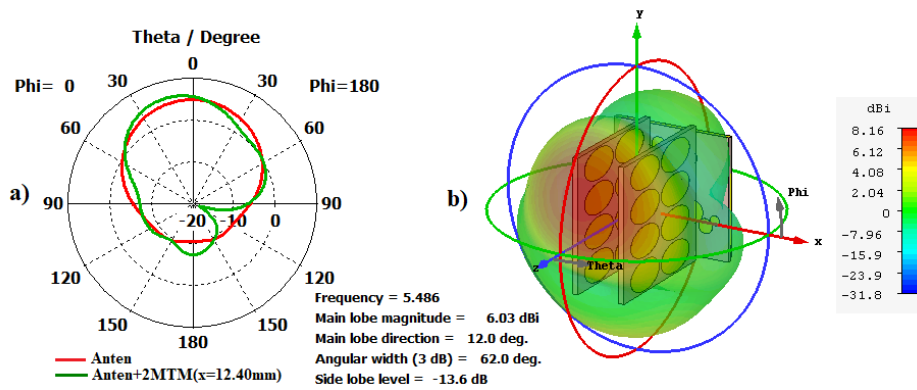 Theta / Degree
0
Phi= 0 30 30 Phi=180
60 60
a) 90 -20 -10 0 90
120 120
150 150
180
Anten
Anten+2MTM(x=12.40mm)
Frequency = 5.486
Main lobe magnitude = 6.03 dBi
Main lobe direction = 12.0 deg.
Angular width (3 dB) = 62.0 deg.
Side lobe level = -13.6 dB
b)
y
Phi
x
z
Theta
dBi
8.16
6.12
4.08
2.04
0
-7.96
-15.9
-23.9
-31.8